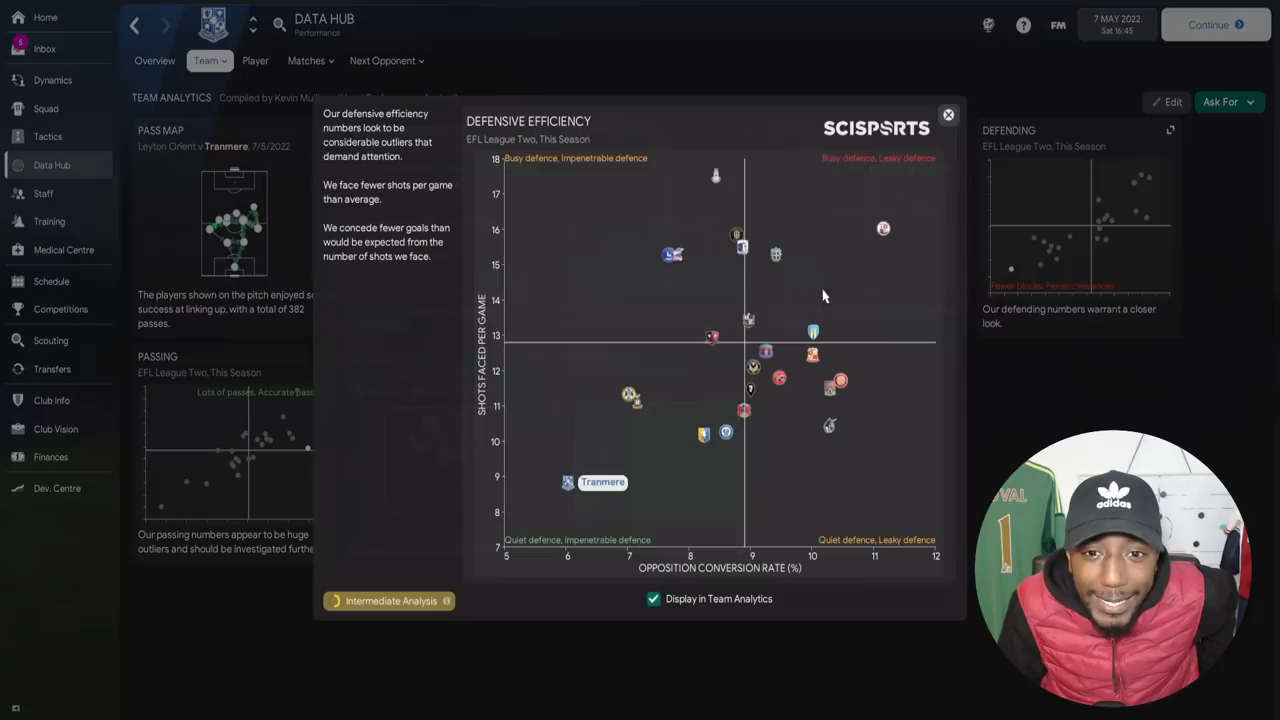 Home
5
Inbox
Dynamics
Squad
Tactics
Data Hub
Staff
Training
Medical Centre
Schedule
Competitions
Scouting
Transfers
Club Info
Club Vision
Finances
Dev. Centre
DATA HUB
Performance
?
FM
7 MAY 2022
Sat 16:45
Continue
Overview
Team
Player
Matches
Next Opponent
TEAM ANALYTICS Compiled by Kevin
Edit
Ask For
PASS MAP
Leyton Orient v Tranmere, 7/5/2022
The players shown on the pitch enjoyed
success at linking up, with a total of 382
passes.
PASSING
EFL League Two, This Season
Lots of passes, Accurate
Our passing numbers appear to be huge
outliers and should be investigated
Our defensive efficiency
numbers look to be
considerable outliers that
demand attention.
We face fewer shots per game
than average.
We concede fewer goals than
would be expected from the
number of shots we face.
Intermediate Analysis
DEFENSIVE EFFICIENCY
EFL League Two, This Season
SCISPORTS
Busy defence, Impenetrable defence
Busy defence, Leaky defence
18
17
16
15
14
13
12
11
10
9
8
7
SHOTS FACED PER GAME
Tranmere
Quiet defence, Impenetrable defence
Quiet defence, Leaky defence
5 6 7 8 9 10 11 12
OPPOSITION CONVERSION RATE (%)
Display in Team Analytics
DEFENDING
EFL League Two, This Season
Fewer blocks, Fewer clearances
Our defending numbers warrant a closer
look.
adidas
OVAL
1